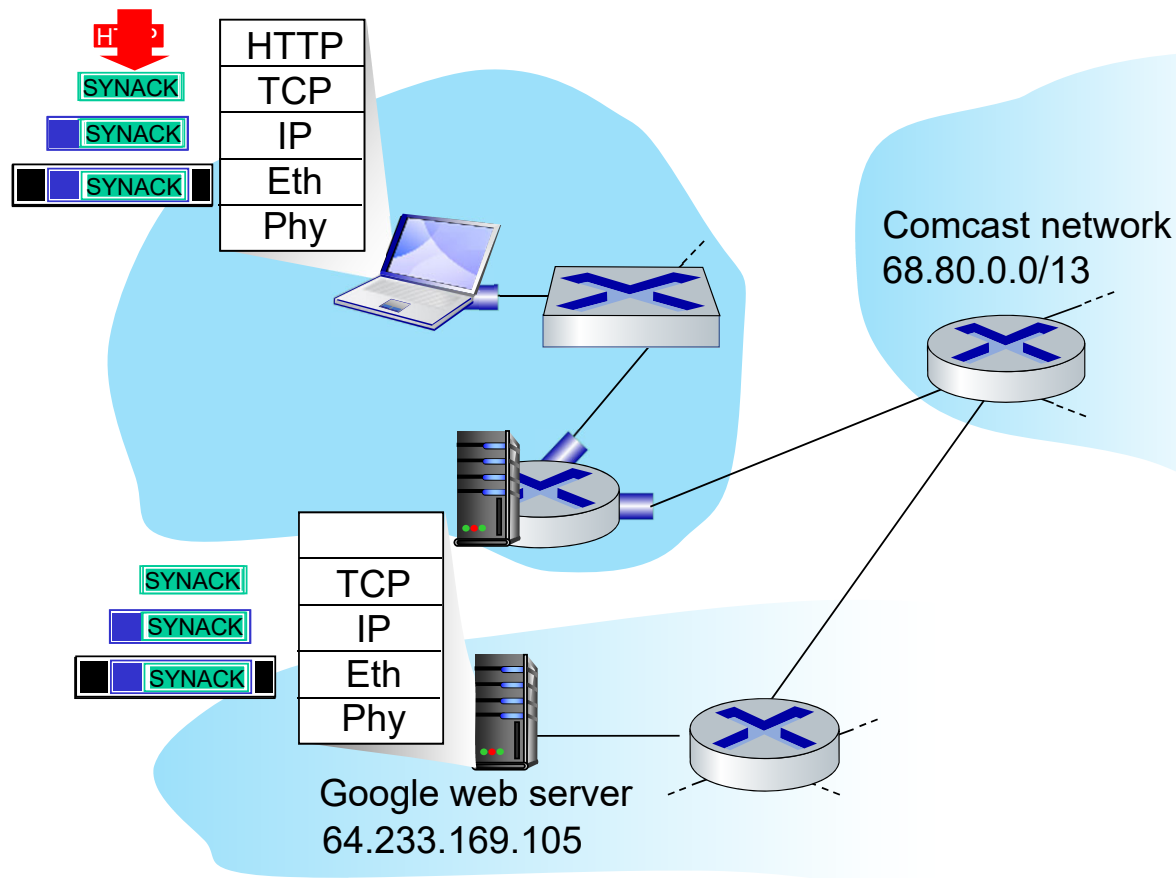 HTTP
SYNACK
SYNACK
SYNACK
HTTP
TCP
IP
Eth
Phy
Comcast network
68.80.0.0/13
SYNACK
SYNACK
SYNACK
TCP
IP
Eth
Phy
Google web server
64.233.169.105